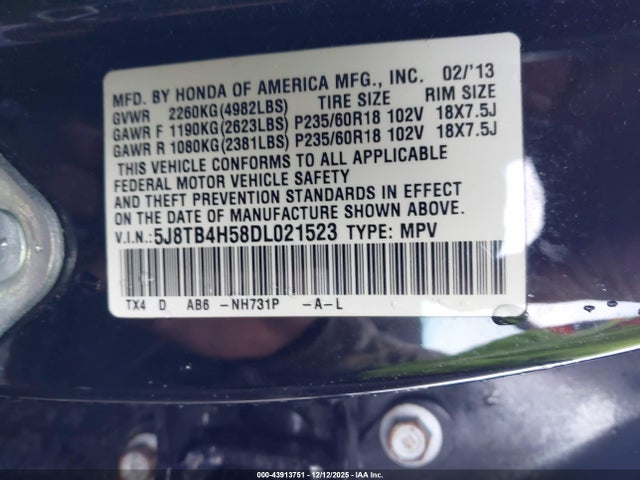 MFD. BY HONDA OF AMERICA MFG., INC. 02/'13
GVWR 2260KG(4982LBS) TIRE SIZE RIM SIZE
GAWR F 1190KG(2623LBS) P235/60R18 102V 18X7.5J
GAWR R 1080KG(2381LBS) P235/60R18 102V 18X7.5J
THIS VEHICLE CONFORMS TO ALL APPLICABLE
FEDERAL MOTOR VEHICLE SAFETY
AND THEFT PREVENTION STANDARDS IN EFFECT
ON THE DATE OF MANUFACTURE SHOWN ABOVE.
V.I.N.: 5J8TB4H58DL021523 TYPE: MPV
TX4 D AB6 -NH731P -A-L
000-43913751 - 12/12/2025 - IAA Inc.